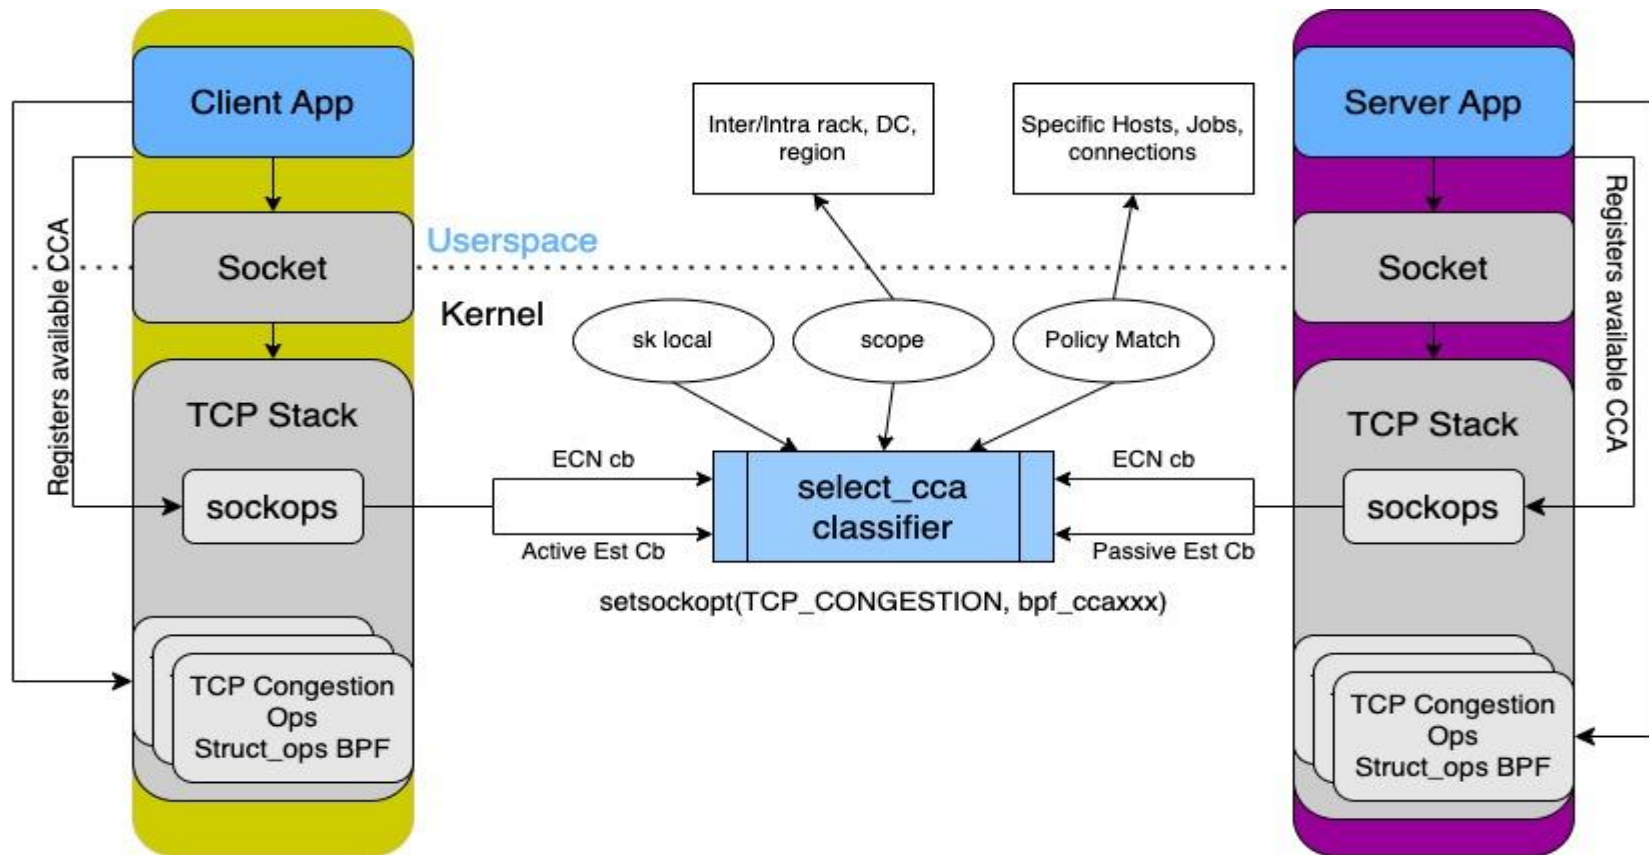 Client App
Server App
Inter/Intra rack, DC,
region
Specific Hosts, Jobs,
connections
Registers available CCA
Registers available CCA
Userspace
Socket
Socket
Kernel
sk local
scope
Policy Match
TCP Stack
TCP Stack
ECN cb
ECN cb
select_cca
classifier
sockops
sockops
Active Est Cb
Passive Est Cb
setsockopt(TCP_CONGESTION, bpf_ccaxxx)
TCP Congestion
Ops
Struct_ops BPF
TCP Congestion
Ops
Struct_ops BPF